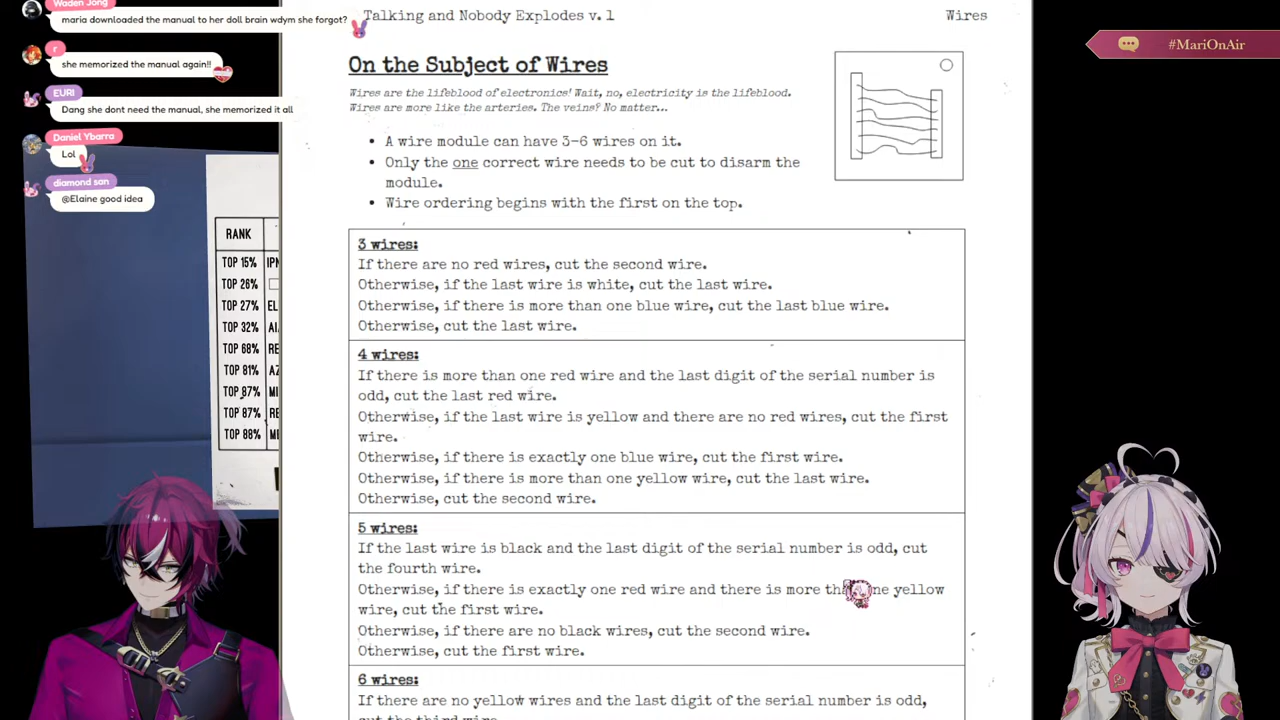 Waden Jong
maria downloaded the manual to her doll brain wdym she forgot?
r
she memorized the manual again!!
EURI
Dang she dont need the manual, she memorized it all
Daniel Ybarra
Lol
diamond san
@Elaine good idea
RANK
TOP 15%
TOP 26%
TOP 27% EL
TOP 32%
TOP 68% RE
TOP 81%
TOP 87%
TOP 87% RE
TOP 88%
Talking and Nobody Explodes v. 1
Wires
#MariOnAir
On the Subject of Wires
Wires are the lifeblood of electronics! Wait, no, electricity is the lifeblood.
Wires are more like the arteries. The veins? No matter…
• A wire module can have 3-6 wires on it.
• Only the one correct wire needs to be cut to disarm the
module.
• Wire ordering begins with the first on the top.
3 wires:
If there are no red wires, cut the second wire.
Otherwise, if the last wire is white, cut the last wire.
Otherwise, if there is more than one blue wire, cut the last blue wire.
Otherwise, cut the last wire.
4 wires:
If there is more than one red wire and the last digit of the serial number is
odd, cut the last red wire.
Otherwise, if the last wire is yellow and there are no red wires, cut the first
wire.
Otherwise, if there is exactly one blue wire, cut the first wire.
Otherwise, if there is more than one yellow wire, cut the last wire.
Otherwise, cut the second wire.
5 wires:
If the last wire is black and the last digit of the serial number is odd, cut
the fourth wire.
Otherwise, if there is exactly one red wire and there is more yellow
wire, cut the first wire.
Otherwise, if there are no black wires, cut the second wire.
Otherwise, cut the first wire.
6 wires:
If there are no yellow wires and the last digit of the serial number is odd,
cut the third wire.